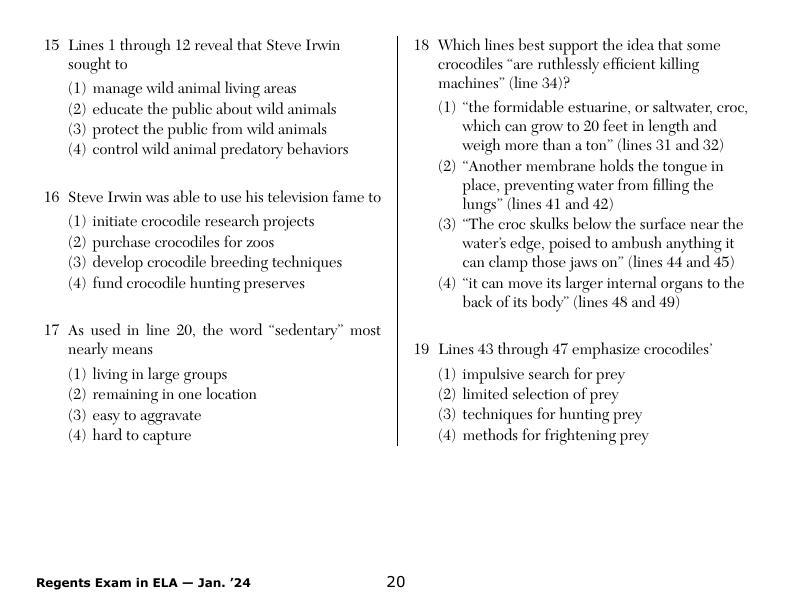 15 Lines 1 through 12 reveal that Steve Irwin
sought to
(1) manage wild animal living areas
(2) educate the public about wild animals
(3) protect the public from wild animals
(4) control wild animal predatory behaviors
16 Steve Irwin was able to use his television fame to
(1) initiate crocodile research projects
(2) purchase crocodiles for zoos
(3) develop crocodile breeding techniques
(4) fund crocodile hunting preserves
17 As used in line 20, the word “sedentary” most
nearly means
(1) living in large groups
(2) remaining in one location
(3) easy to aggravate
(4) hard to capture
18 Which lines best support the idea that some
crocodiles “are ruthlessly efficient killing
machines” (line 34)?
(1) “the formidable estuarine, or saltwater, croc,
which can grow to 20 feet in length and
weigh more than a ton” (lines 31 and 32)
(2) “Another membrane holds the tongue in
place, preventing water from filling the
lungs” (lines 41 and 42)
(3) “The croc skulks below the surface near the
water’s edge, poised to ambush anything it
can clamp those jaws on” (lines 44 and 45)
(4) “it can move its larger internal organs to the
back of its body” (lines 48 and 49)
19 Lines 43 through 47 emphasize crocodiles’
(1) impulsive search for prey
(2) limited selection of prey
(3) techniques for hunting prey
(4) methods for frightening prey
Regents Exam in ELA — Jan. ’24
20